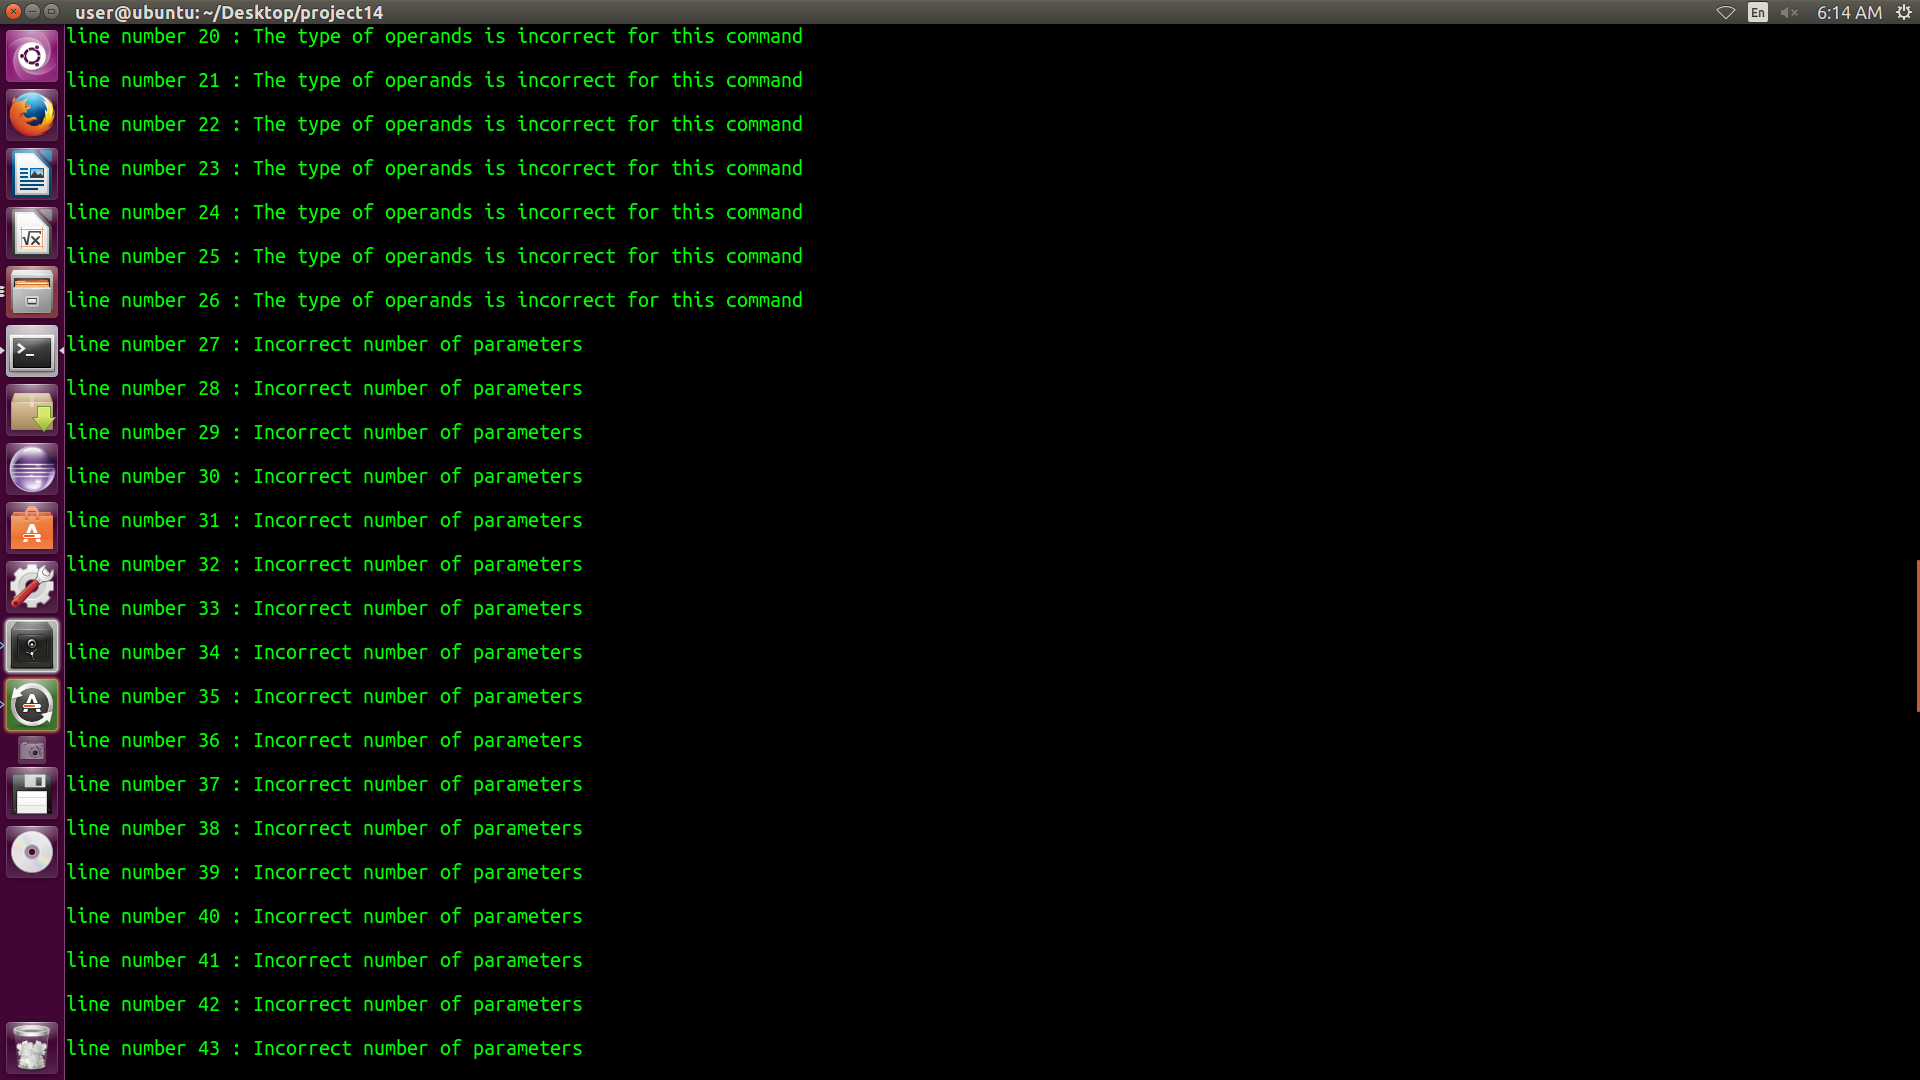 user@ubuntu: ~/Desktop/project14
En
6:14 AM
line number 20 : The type of operands is incorrect for this command
line number 21 : The type of operands is incorrect for this command
line number 22 : The type of operands is incorrect for this command
line number 23 : The type of operands is incorrect for this command
line number 24 : The type of operands is incorrect for this command
line number 25 : The type of operands is incorrect for this command
line number 26 : The type of operands is incorrect for this command
line number 27 : Incorrect number of parameters
line number 28 : Incorrect number of parameters
line number 29 : Incorrect number of parameters
line number 30 : Incorrect number of parameters
line number 31 : Incorrect number of parameters
line number 32 : Incorrect number of parameters
line number 33 : Incorrect number of parameters
line number 34 : Incorrect number of parameters
line number 35 : Incorrect number of parameters
line number 36 : Incorrect number of parameters
line number 37 : Incorrect number of parameters
line number 38 : Incorrect number of parameters
line number 39 : Incorrect number of parameters
line number 40 : Incorrect number of parameters
line number 41 : Incorrect number of parameters
line number 42 : Incorrect number of parameters
line number 43 : Incorrect number of parameters